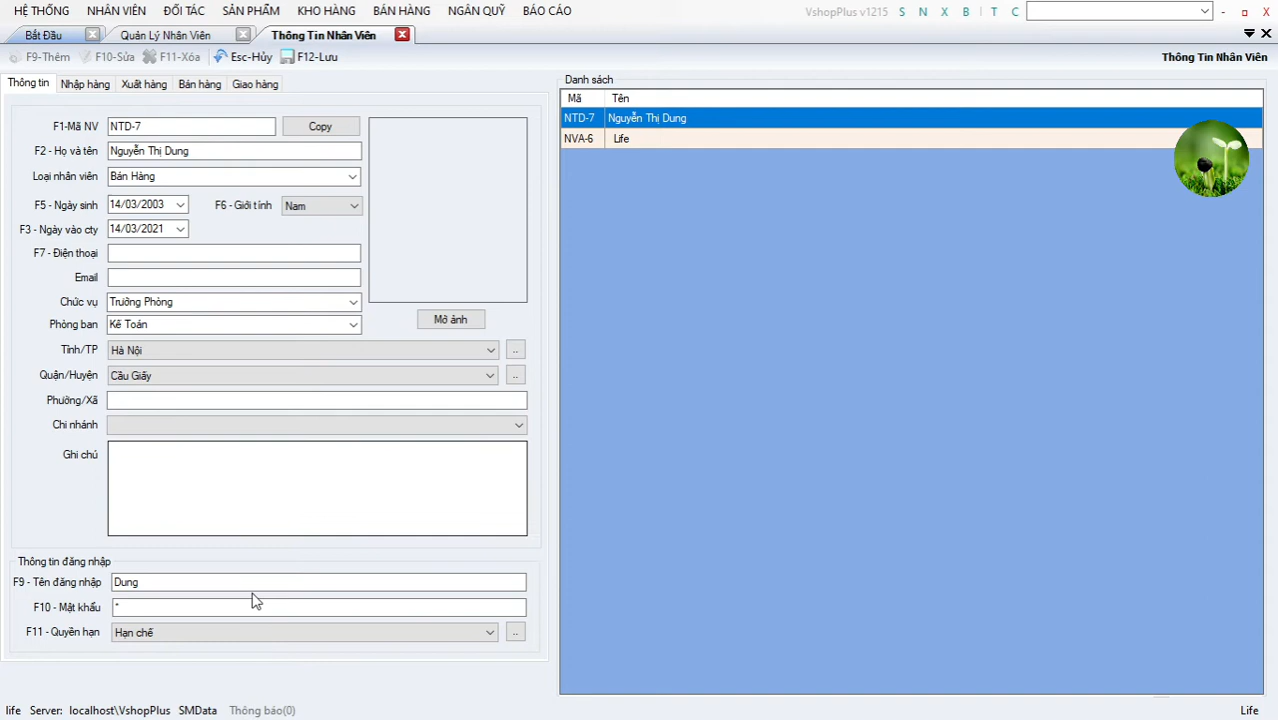 HỆ THỐNG NHÂN VIÊN ĐỐI TÁC SẢN PHẨM KHO HÀNG BÁN HÀNG NGÂN QUỸ BÁO CÁO VshopPlus v1215 S N X B T C
Bắt Đầu Quản Lý Nhân Viên Thông Tin Nhân Viên
F9-Thêm F10-Sửa F11-Xóa Esc-Hủy F12-Lưu Thông Tin Nhân Viên
Thông tin Nhập hàng Xuất hàng Bán hàng Giao hàng
Danh sách
Mã Tên
NTD-7 Nguyễn Thị Dung
NVA-6 Life
F1-Mã NV NTD-7 Copy
F2 - Họ và tên Nguyễn Thị Dung
Loại nhân viên Bán Hàng
F5 - Ngày sinh 14/03/2003 F6 - Giới tính Nam
F3 - Ngày vào cty 14/03/2021
F7 - Điện thoại
Email
Chức vụ Trưởng Phòng
Mở ảnh
Phòng ban Kế Toán
Tỉnh/TP Hà Nội ..
Quận/Huyện Cầu Giấy ..
Phường/Xã
Chi nhánh
Ghi chú
Thông tin đăng nhập
F9 - Tên đăng nhập Dung
F10 - Mật khẩu *
F11 - Quyền hạn Hạn chế ..
life Server: localhost\VshopPlus SMData Thông báo(0) Life